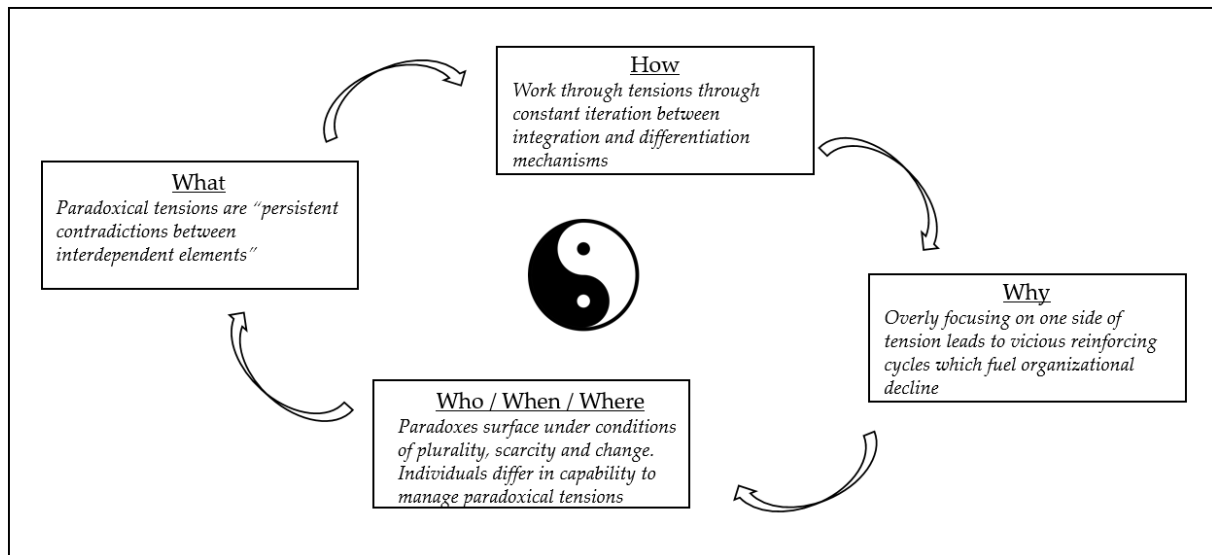 How
Work through tensions through
constant iteration between
integration and differentiation
mechanisms
What
Paradoxical tensions are “persistent
contradictions between
interdependent elements”
Why
Overly focusing on one side of
tension leads to vicious reinforcing
cycles which fuel organizational
decline
Who / When / Where
Paradoxes surface under conditions
of plurality, scarcity and change.
Individuals differ in capability to
manage paradoxical tensions